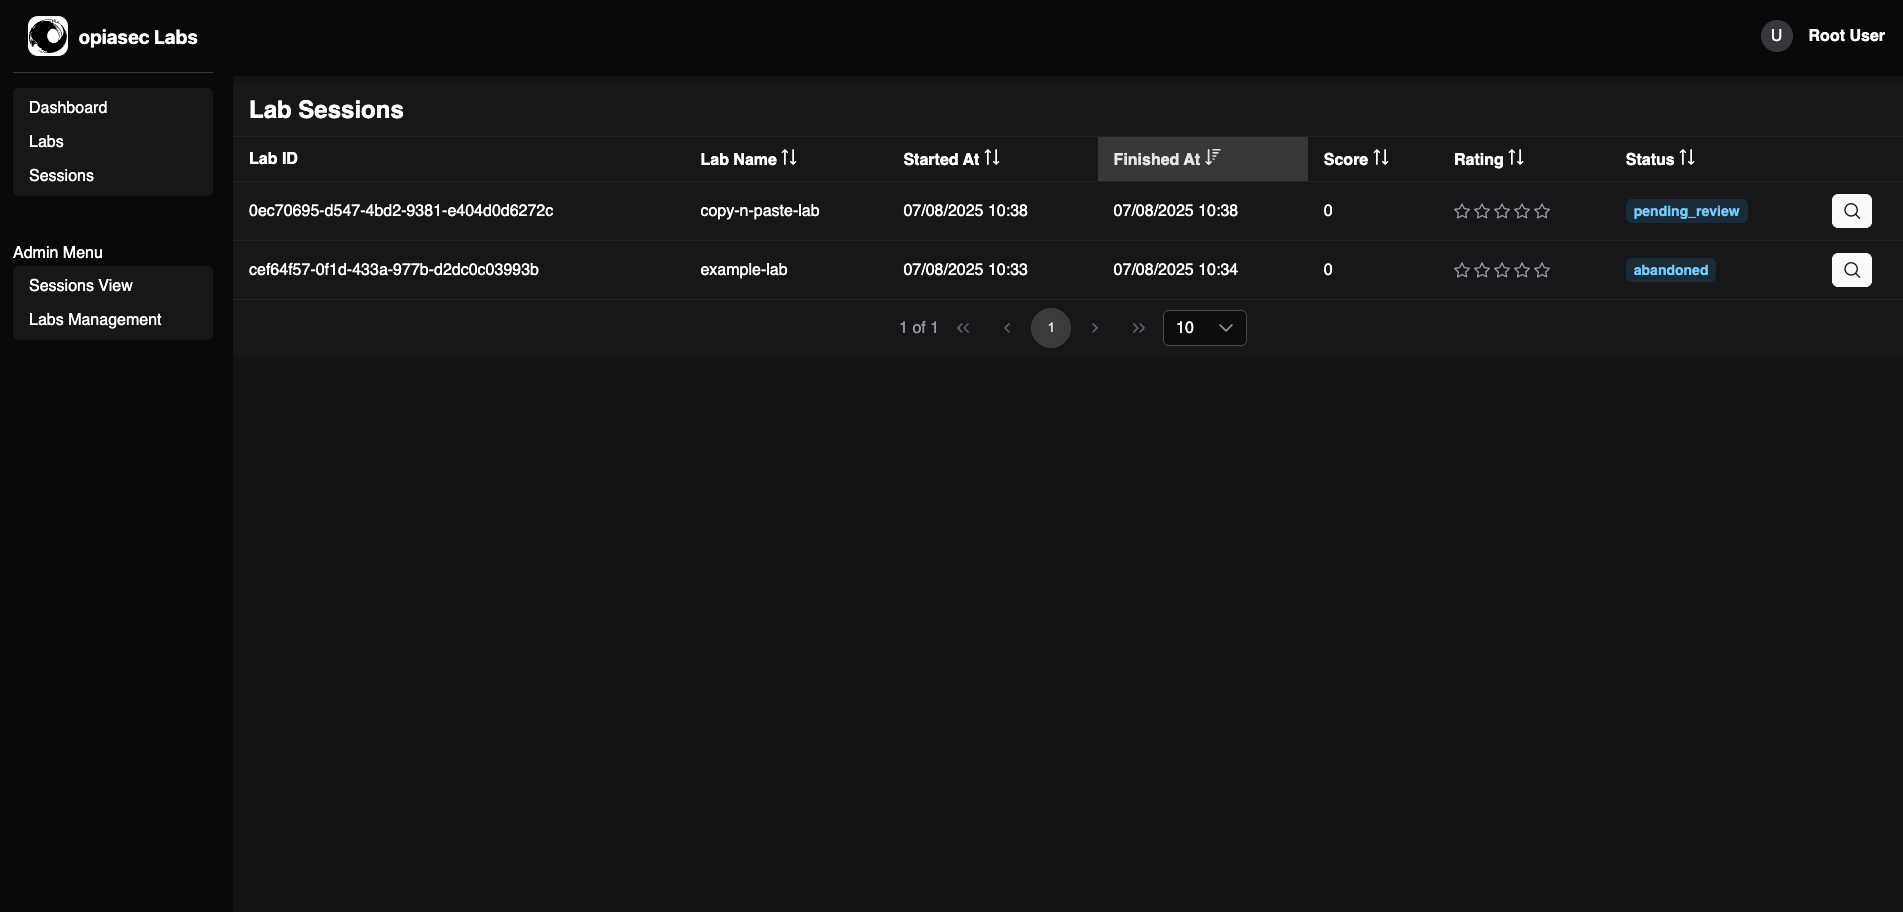 opiasec Labs
U Root User
Dashboard
Labs
Sessions
Admin Menu
Sessions View
Labs Management
Lab Sessions
Lab ID Lab Name Started At Finished At Score Rating Status
0ec70695-d547-4bd2-9381-e404d0d6272c copy-n-paste-lab 07/08/2025 10:38 07/08/2025 10:38 0 pending_review
cef64f57-0f1d-433a-977b-d2dc0c03993b example-lab 07/08/2025 10:33 07/08/2025 10:34 0 abandoned
1 of 1 « ‹ 1 › » 10